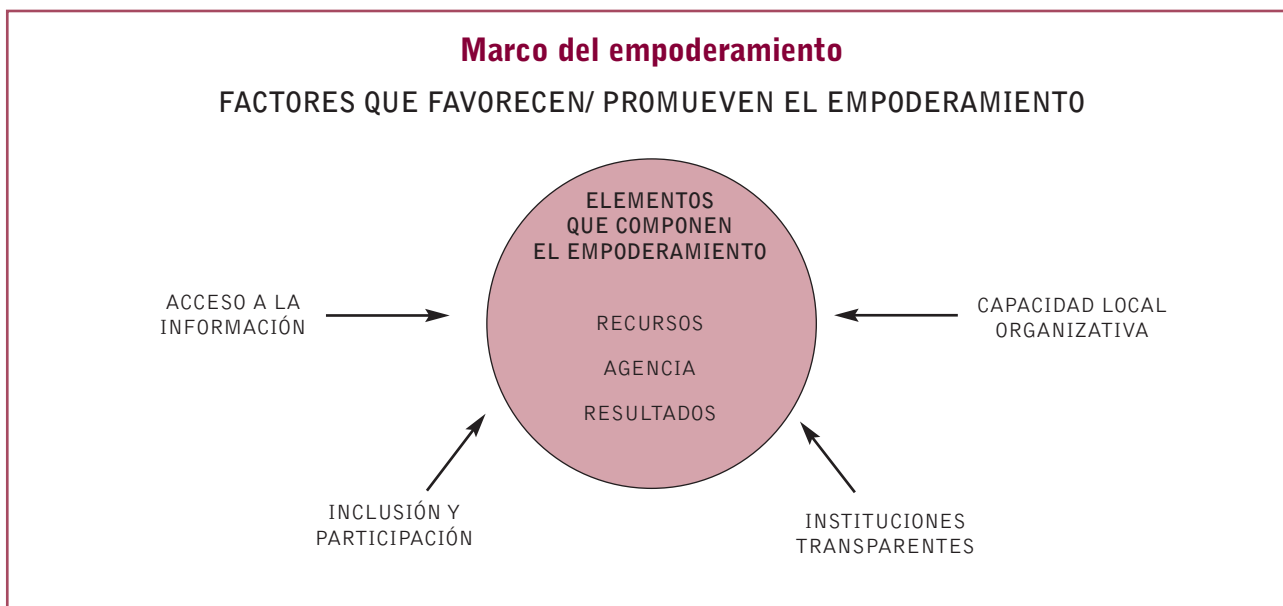 Marco del empoderamiento
FACTORES QUE FAVORECEN/ PROMUEVEN EL EMPODERAMIENTO
ELEMENTOS
QUE COMPONEN
EL EMPODERAMIENTO
RECURSOS
AGENCIA
RESULTADOS
ACCESO A LA
INFORMACIÓN
CAPACIDAD LOCAL
ORGANIZATIVA
INCLUSIÓN Y
PARTICIPACIÓN
INSTITUCIONES
TRANSPARENTES